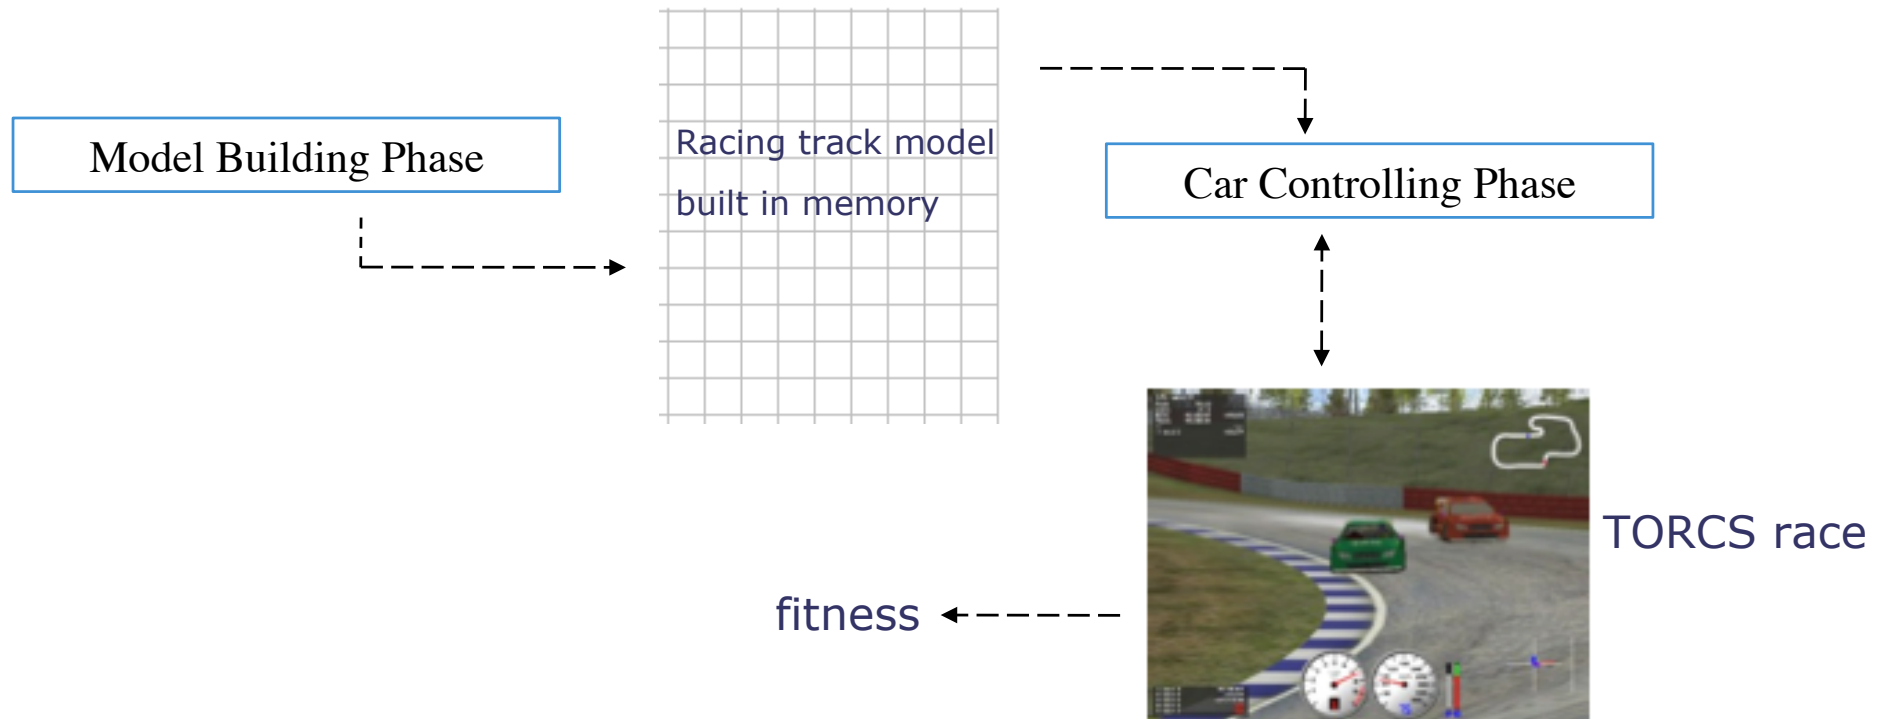 Model Building Phase
Racing track model
built in memory
Car Controlling Phase
TORCS race
fitness